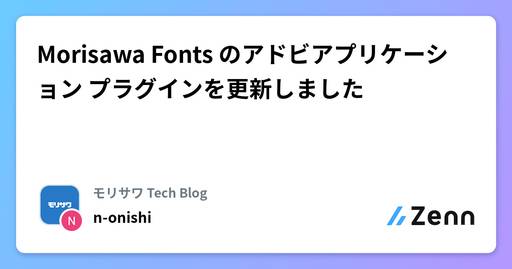 Morisawa Fonts のアドビアプリケーシ
ョン プラグインを更新しました
モリサワ
モリサワ Tech Blog
N
n-onishi
Zenn